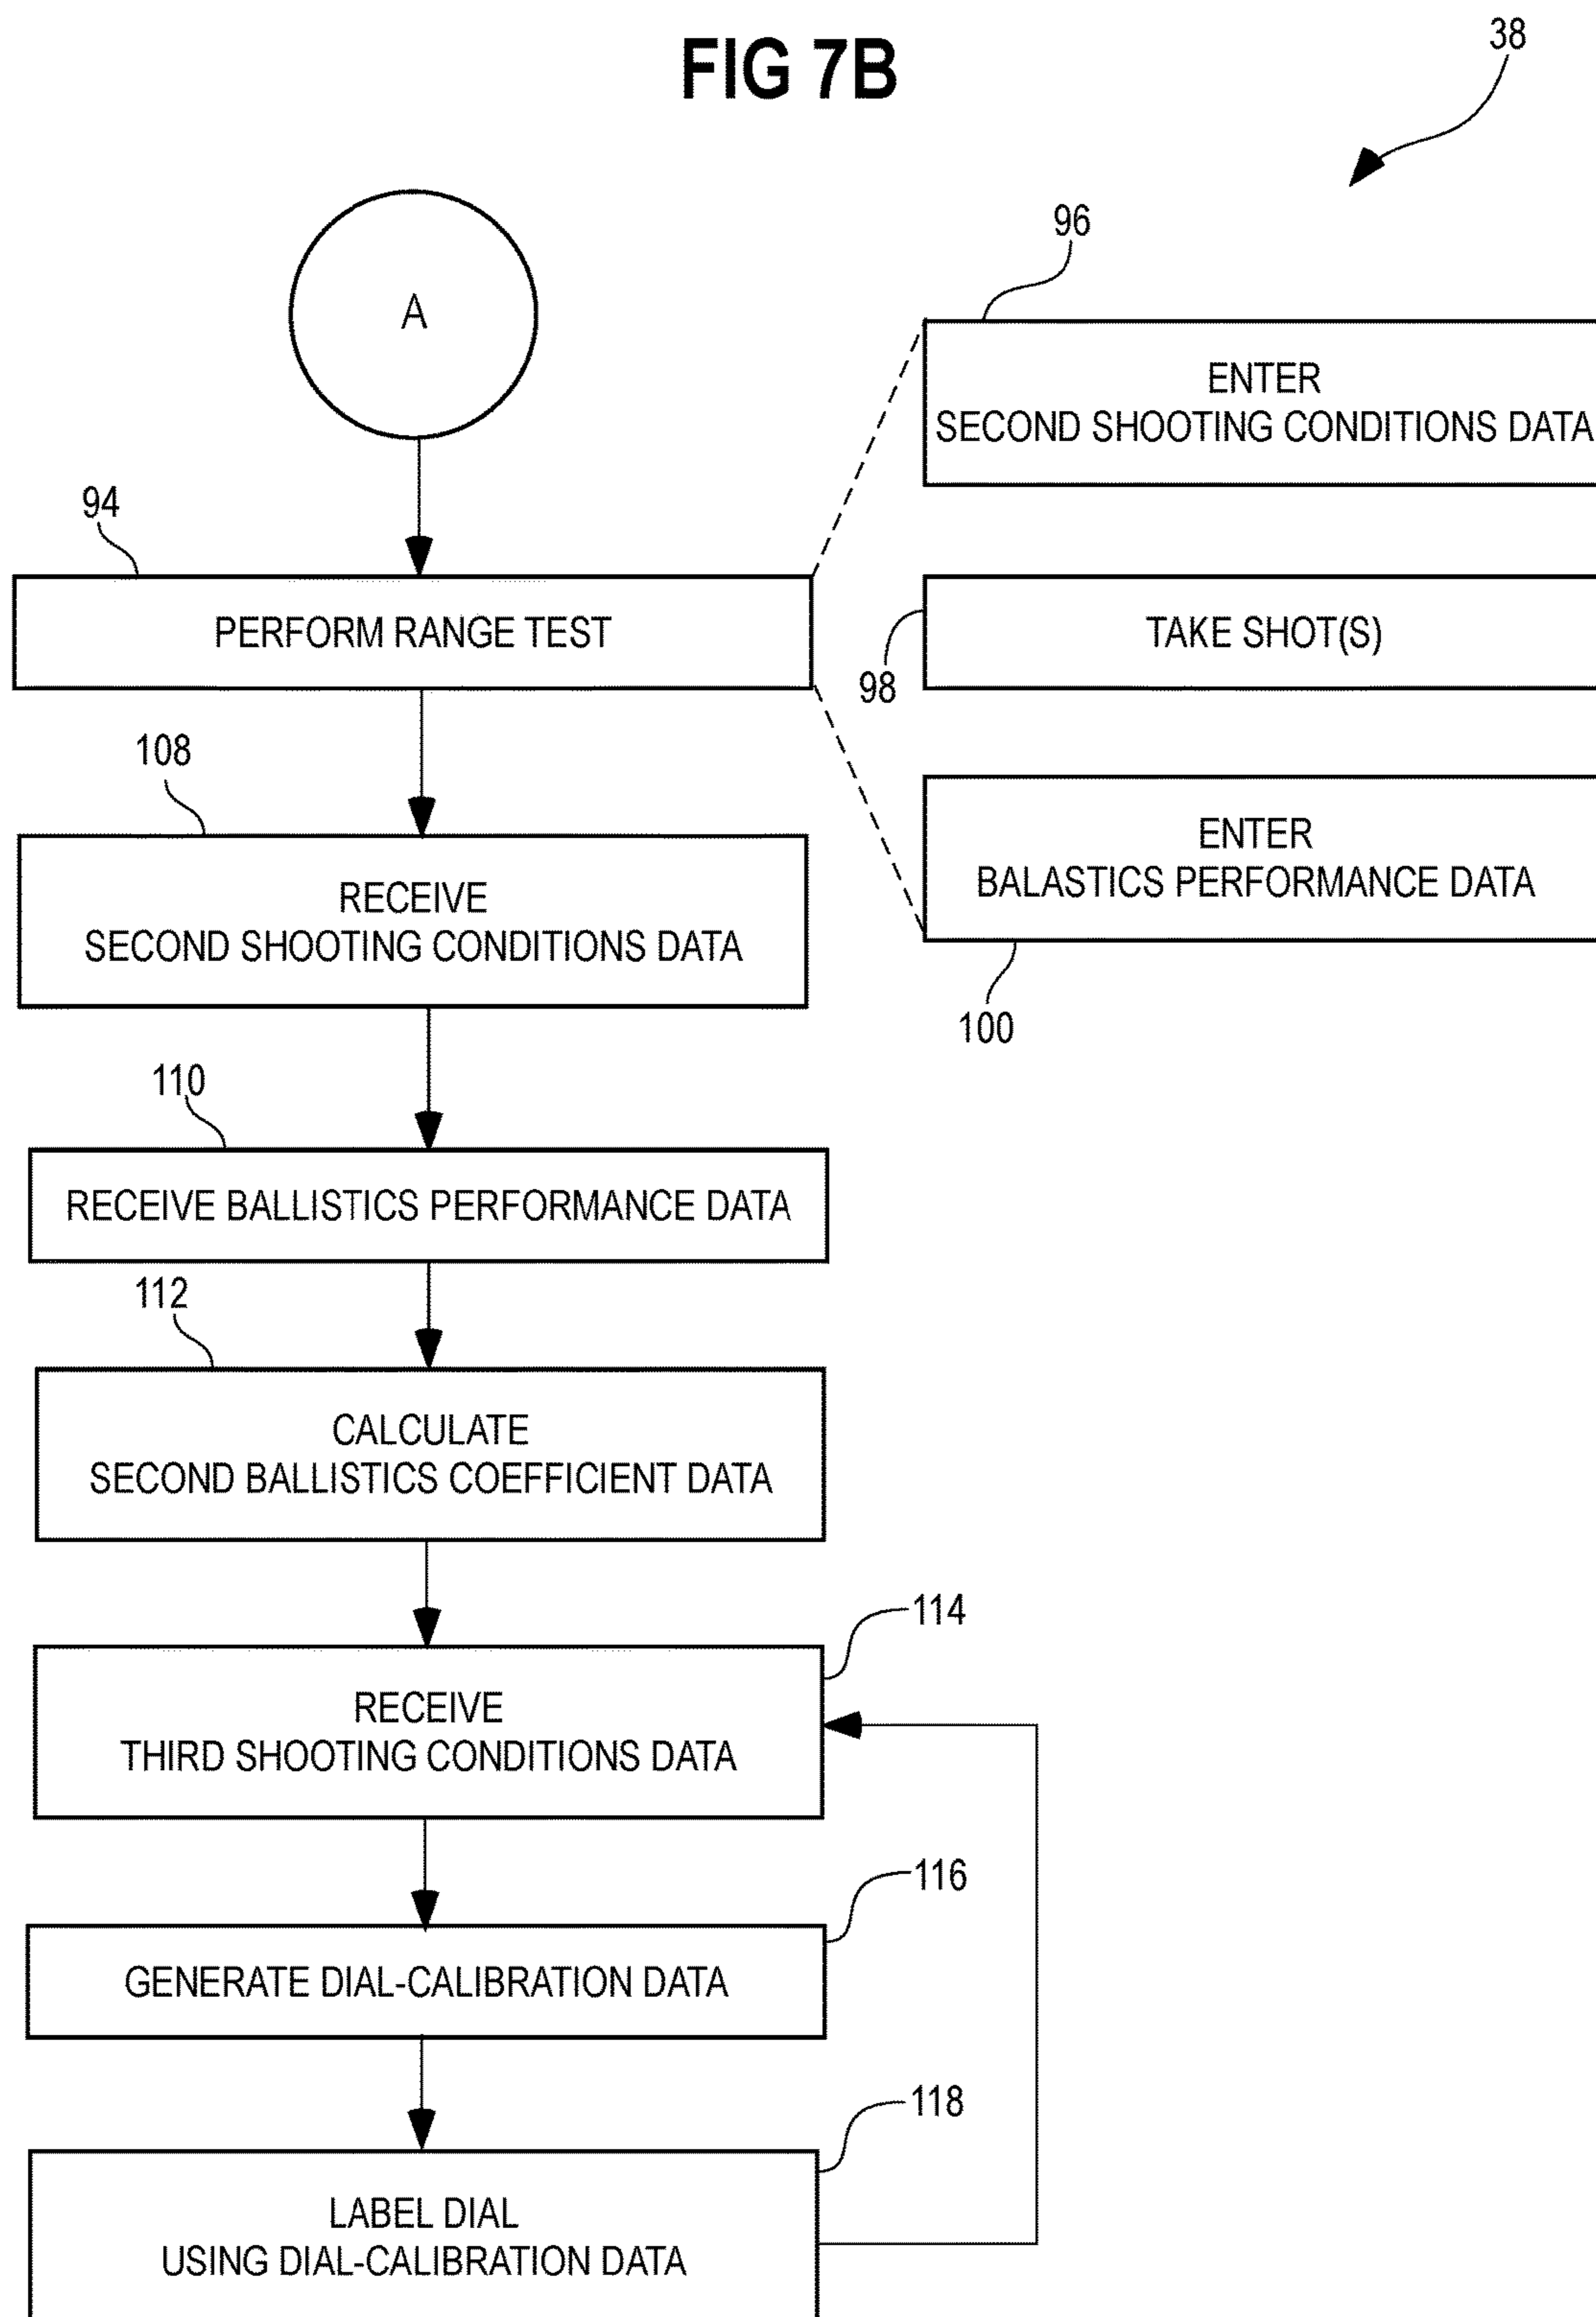 FIG 7B
38
A
96
ENTER
SECOND SHOOTING CONDITIONS DATA
94
PERFORM RANGE TEST
98
TAKE SHOT(S)
108
RECEIVE
SECOND SHOOTING CONDITIONS DATA
ENTER
BALASTICS PERFORMANCE DATA
100
110
RECEIVE BALLISTICS PERFORMANCE DATA
112
CALCULATE
SECOND BALLISTICS COEFFICIENT DATA
114
RECEIVE
THIRD SHOOTING CONDITIONS DATA
116
GENERATE DIAL-CALIBRATION DATA
118
LABEL DIAL
USING DIAL-CALIBRATION DATA